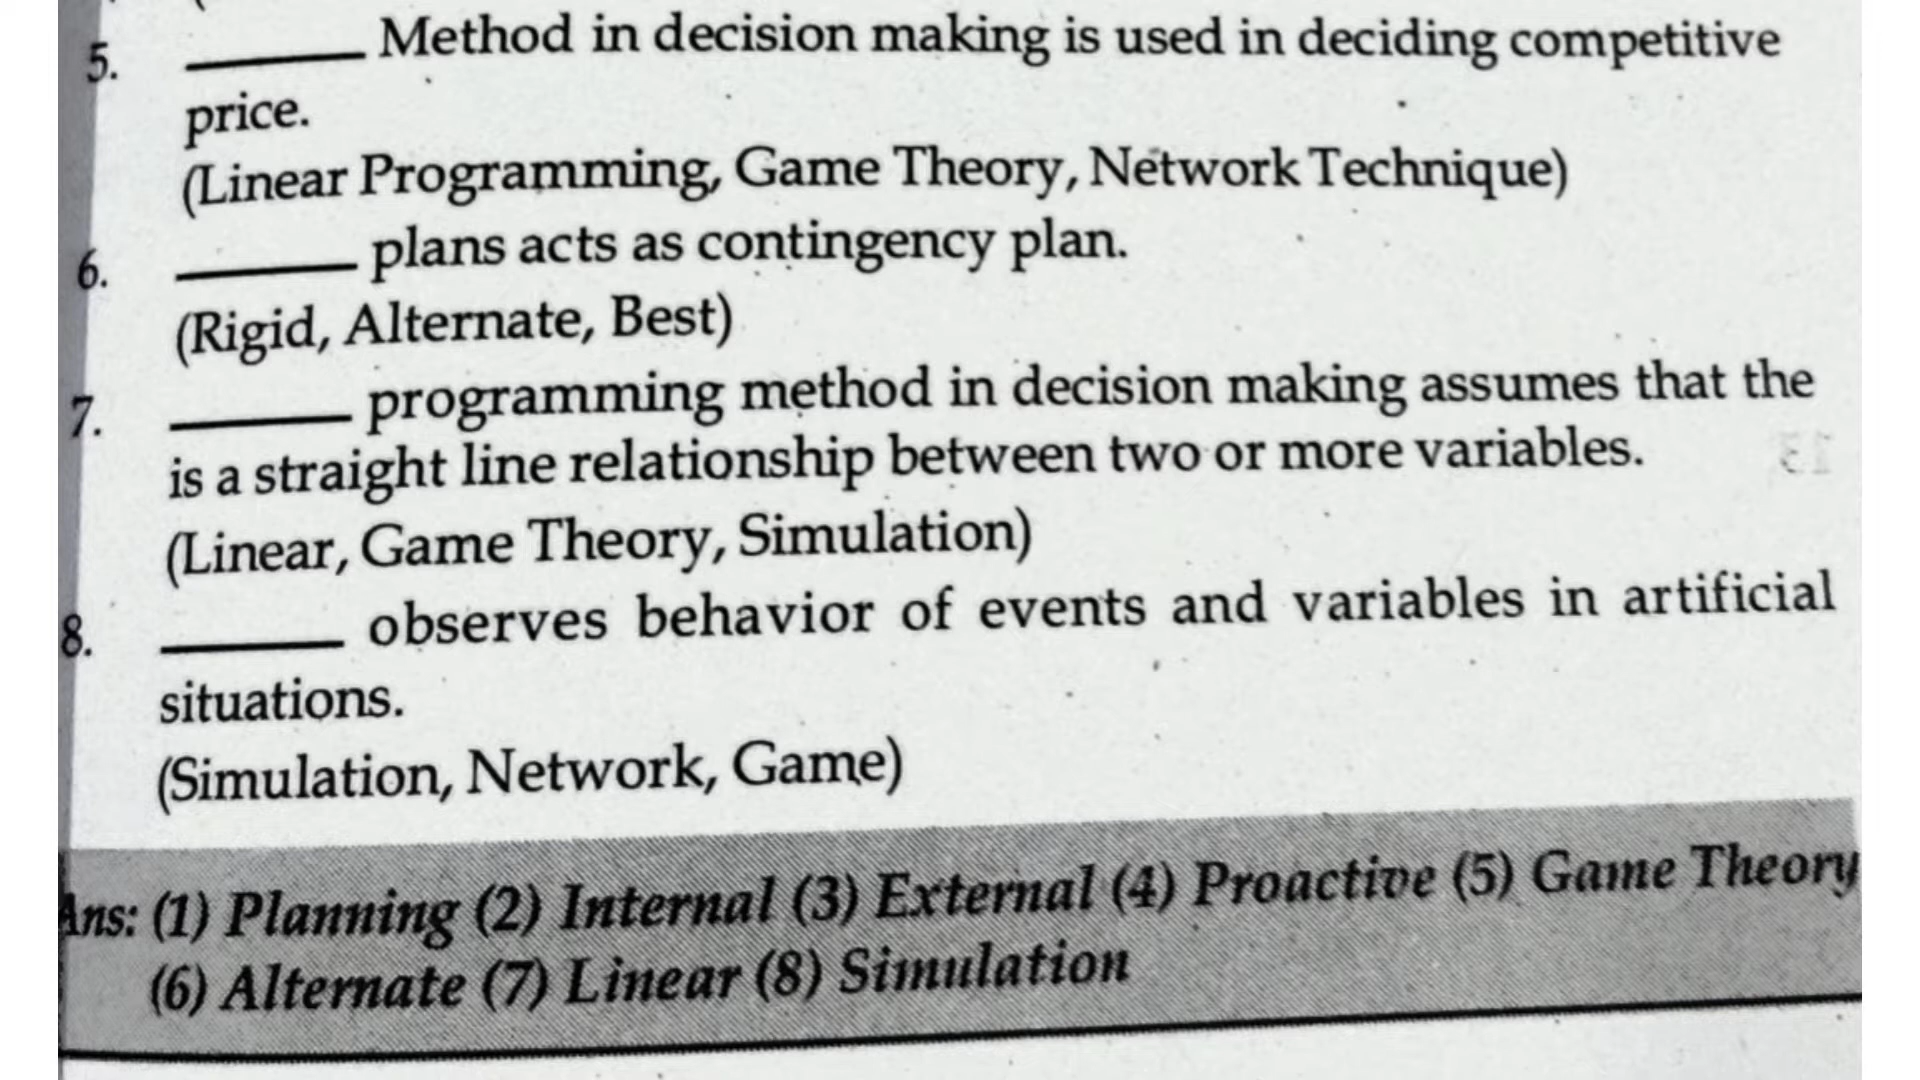 5. ______ Method in decision making is used in deciding competitive
price.
(Linear Programming, Game Theory, Network Technique)
6. ______ plans acts as contingency plan.
(Rigid, Alternate, Best)
7. ______ programming method in decision making assumes that the
is a straight line relationship between two or more variables.
(Linear, Game Theory, Simulation)
8. ______ observes behavior of events and variables in artificial
situations.
(Simulation, Network, Game)
Ans: (1) Planning (2) Internal (3) External (4) Proactive (5) Game Theory
(6) Alternate (7) Linear (8) Simulation